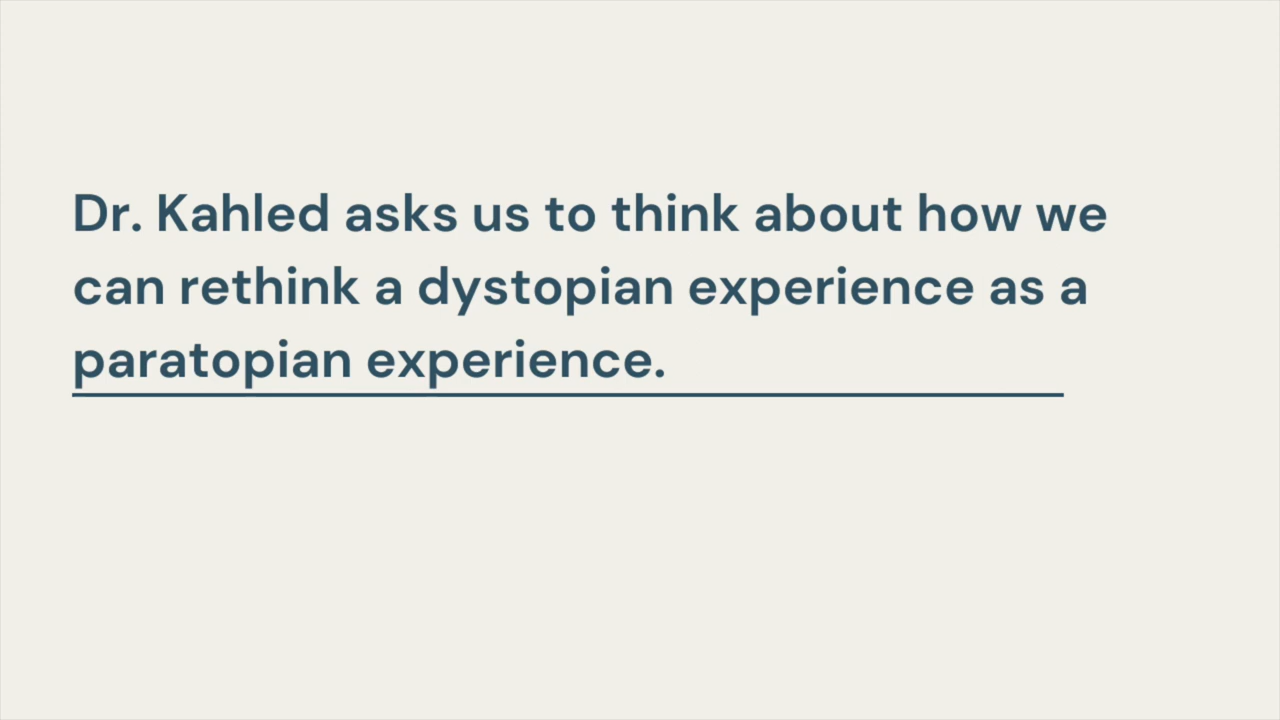 Dr. Kahled asks us to think about how we
can rethink a dystopian experience as a
paratopian experience.